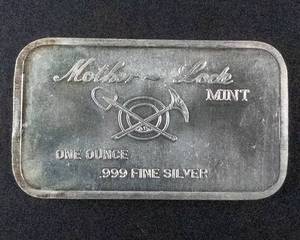 Mother Lode
MINT
ONE OUNCE
.999 FINE SILVER